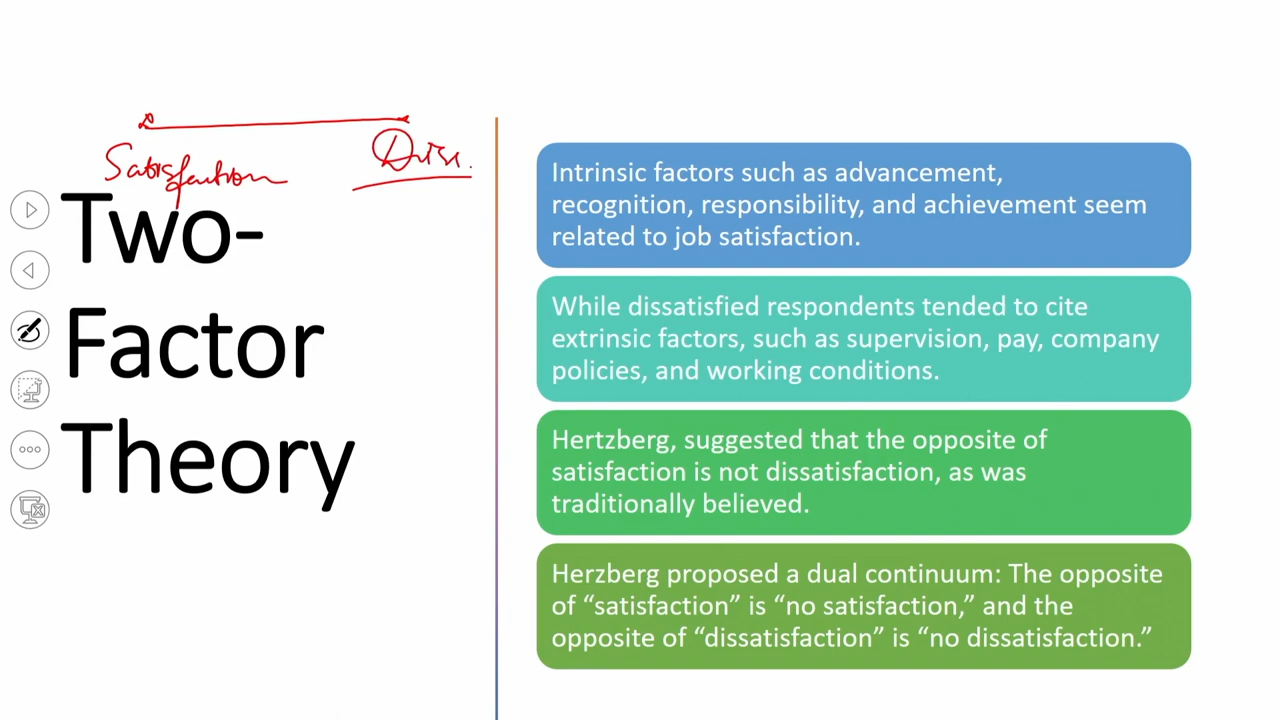 Satisfaction
Two-
Factor
Theory
Intrinsic factors such as advancement,
recognition, responsibility, and achievement seem
related to job satisfaction.
While dissatisfied respondents tended to cite
extrinsic factors, such as supervision, pay, company
policies, and working conditions.
Hertzberg, suggested that the opposite of
satisfaction is not dissatisfaction, as was
traditionally believed.
Herzberg proposed a dual continuum: The opposite
of “satisfaction” is “no satisfaction,” and the
opposite of “dissatisfaction” is “no dissatisfaction.”